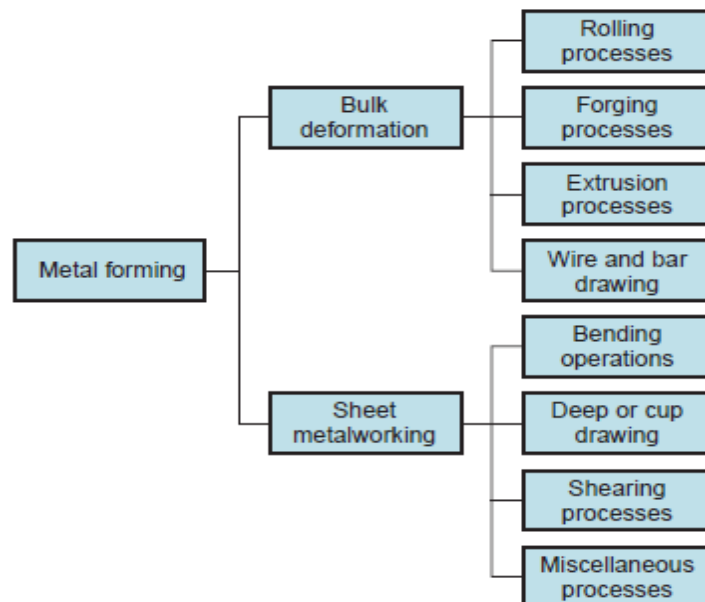 Metal forming
Bulk
deformation
Rolling
processes
Forging
processes
Extrusion
processes
Wire and bar
drawing
Sheet
metalworking
Bending
operations
Deep or cup
drawing
Shearing
processes
Miscellaneous
processes